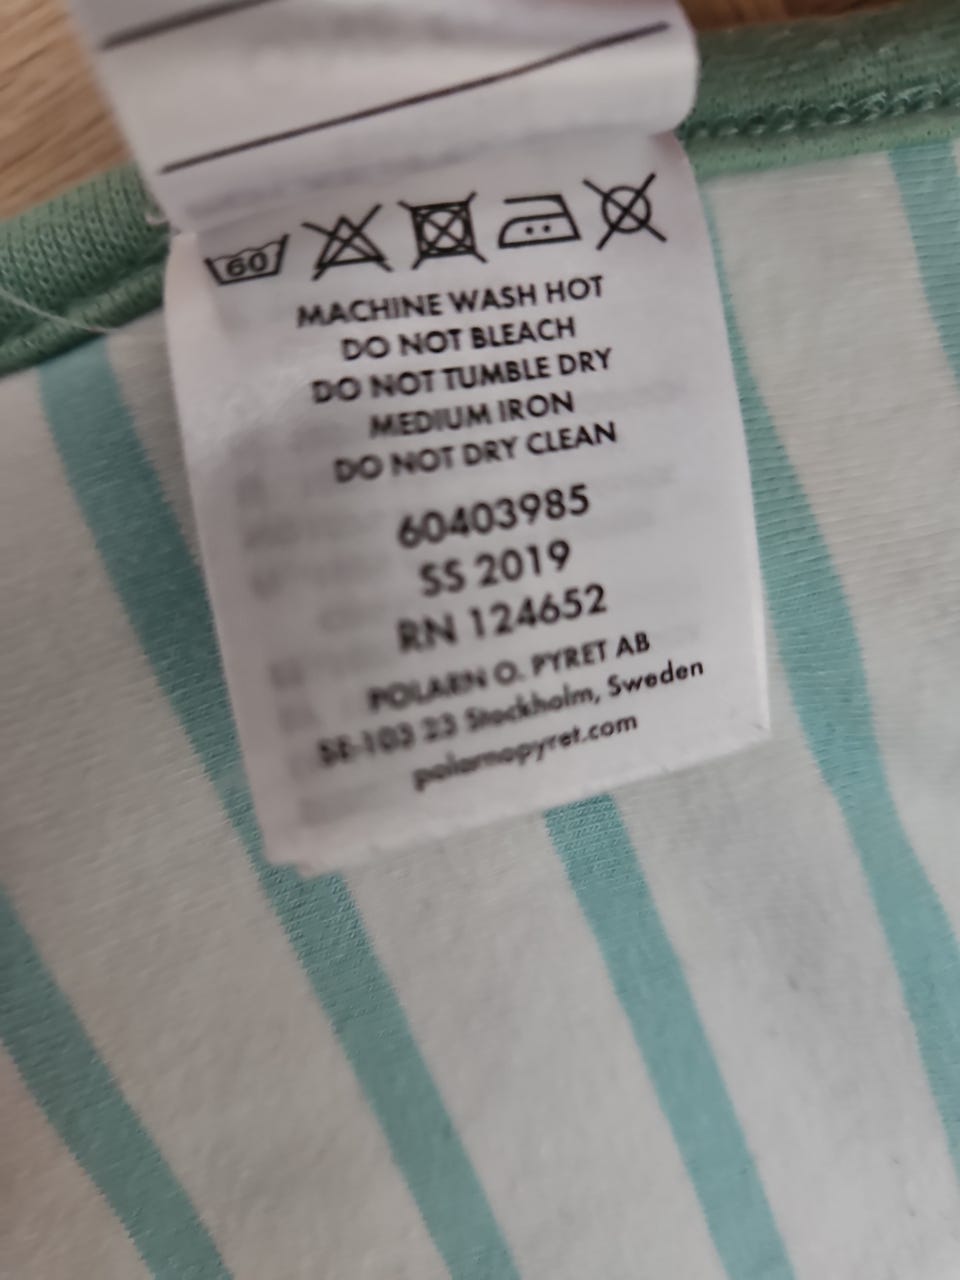 60
MACHINE WASH HOT
DO NOT BLEACH
DO NOT TUMBLE DRY
MEDIUM IRON
DO NOT DRY CLEAN
60403985
SS 2019
RN 124652
POLARN O. PYRET AB
SE-103 23 Stockholm, Sweden
polarnopyret.com